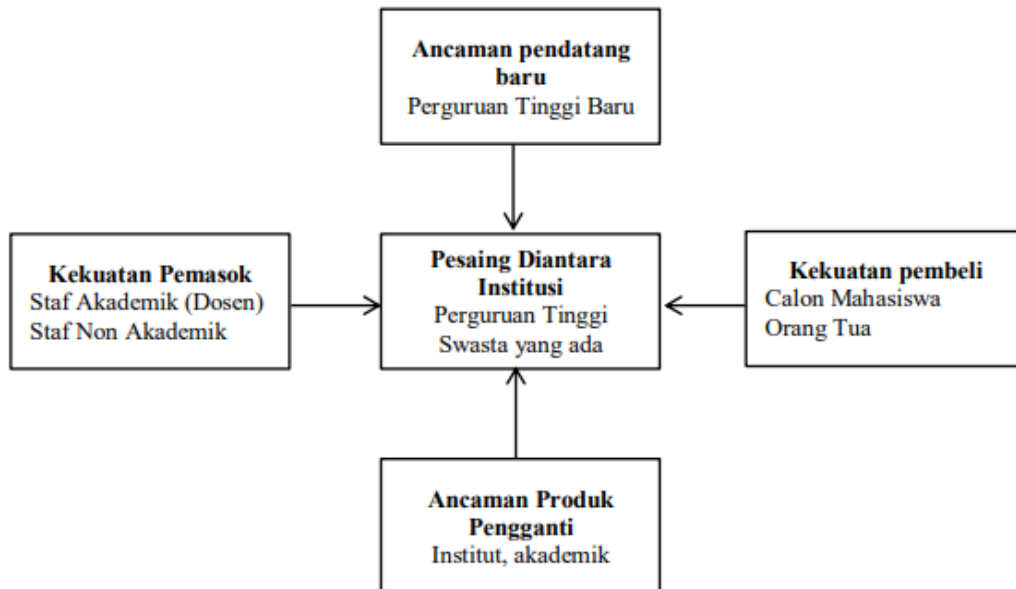 Ancaman pendatang
baru
Perguruan Tinggi Baru
Kekuatan Pemasok
Staf Akademik (Dosen)
Staf Non Akademik
Pesaing Diantara
Institusi
Perguruan Tinggi
Swasta yang ada
Kekuatan pembeli
Calon Mahasiswa
Orang Tua
Ancaman Produk
Pengganti
Institut, akademik